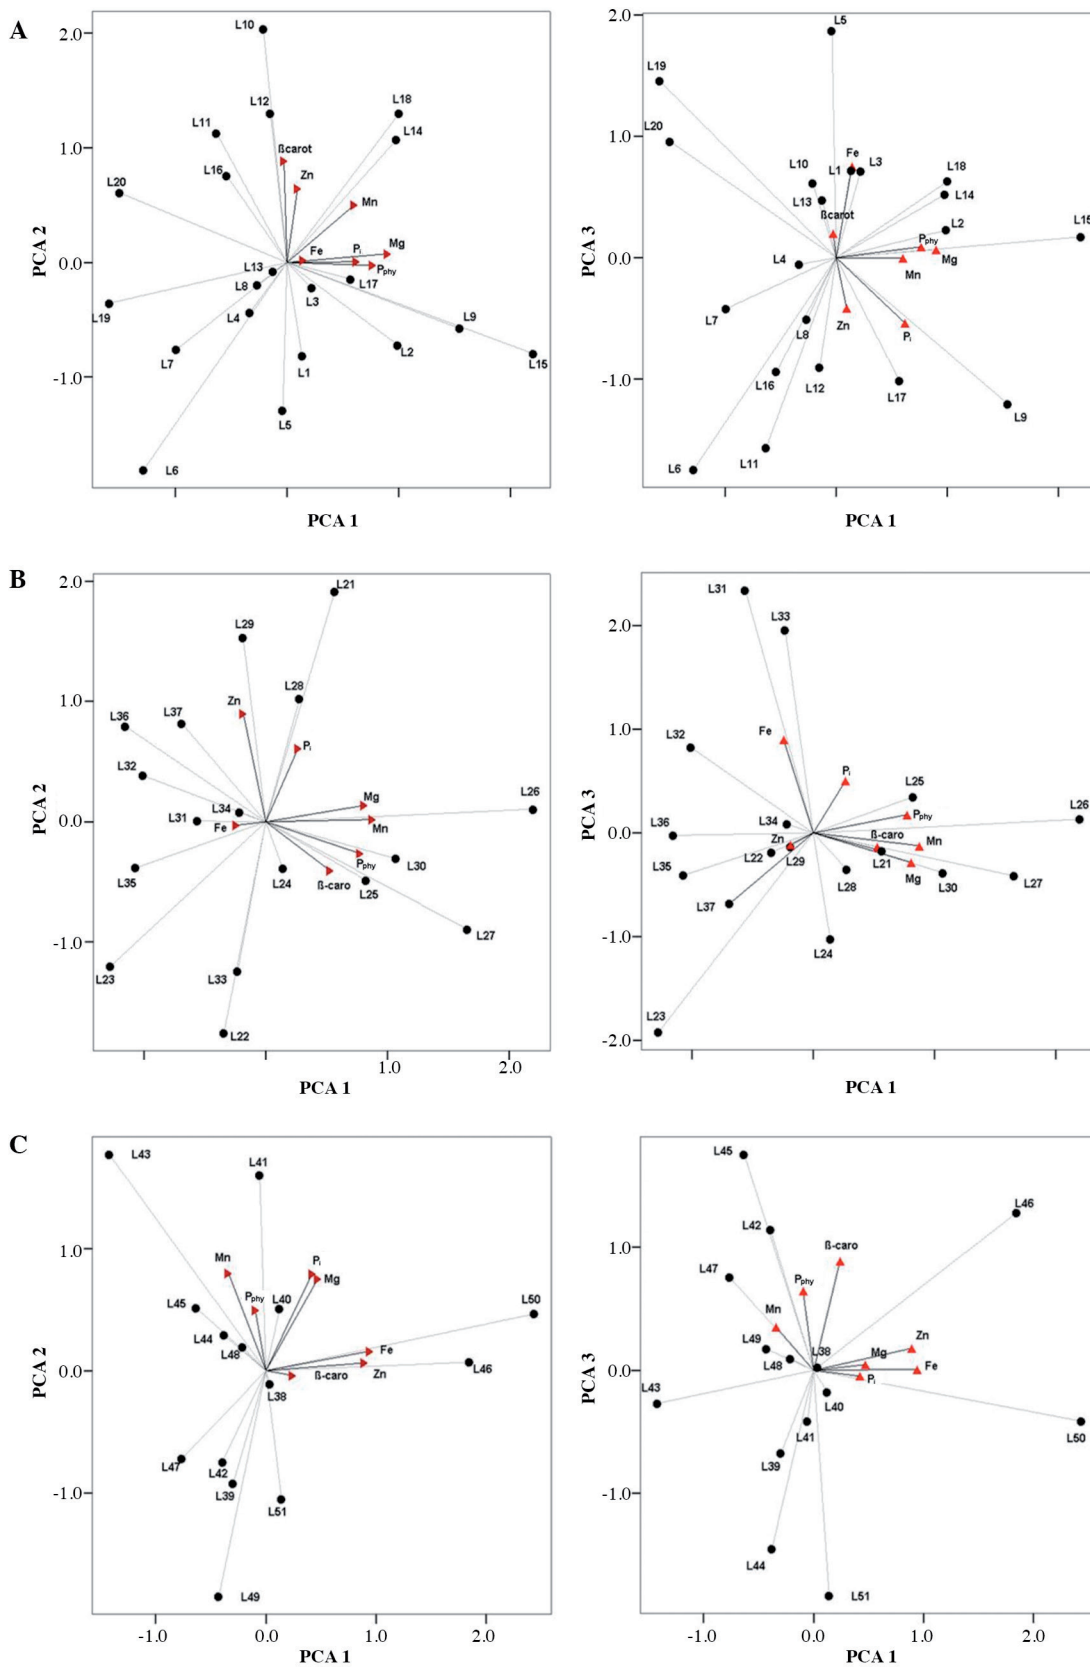 A
PCA 2
2.0
1.0
0.0
-1.0
L10
L12
L18
L11
L14
ßcarot
L16
Zn
L20
Mn
Mg
Fe
Pi
Pphy
L13
L17
L8
L3
L19
L4
L9
L7
L2
L1
L15
L5
L6
PCA 1
PCA 3
3.0
2.0
1.0
0.0
-1.0
L5
L19
L20
Fe
L10
L1
L3
L18
L13
L14
ßcarot
L2
L15
Pphy
L4
Mg
Mn
L7
Zn
L8
Pi
L16
L12
L17
L9
L6
L11
PCA 1
B
PCA 2
2.0
1.0
0.0
-1.0
L21
L29
L28
Zn
L36
L37
Pi
L32
Mg
L26
L34
L31
Fe
Mn
Pphy
L30
L35
L24
ß-caro
L25
L27
L23
L33
L22
1.0
2.0
PCA 1
PCA 3
2.0
1.0
0.0
-1.0
-2.0
L31
L33
Fe
L32
Pi
L25
Pphy
L26
L34
L36
Zn
ß-caro
Mn
L22
L29
L21
L35
Mg
L28
L30
L27
L37
L24
L23
PCA 1
C
PCA 2
1.0
0.0
-1.0
L43
L41
Mn
Pi
Mg
Pphy
L40
L45
L50
L44
L48
Fe
L46
ß-caro
Zn
L38
L47
L42
L39
L51
L49
-1.0
0.0
1.0
2.0
PCA 1
PCA 3
1.0
0.0
-1.0
L45
L46
L42
ß-caro
L47
Pphy
Mn
Zn
L49
L38
Mg
L48
Fe
Pi
L43
L40
L41
L50
L39
L44
L51
-1.0
0.0
1.0
2.0
PCA 1